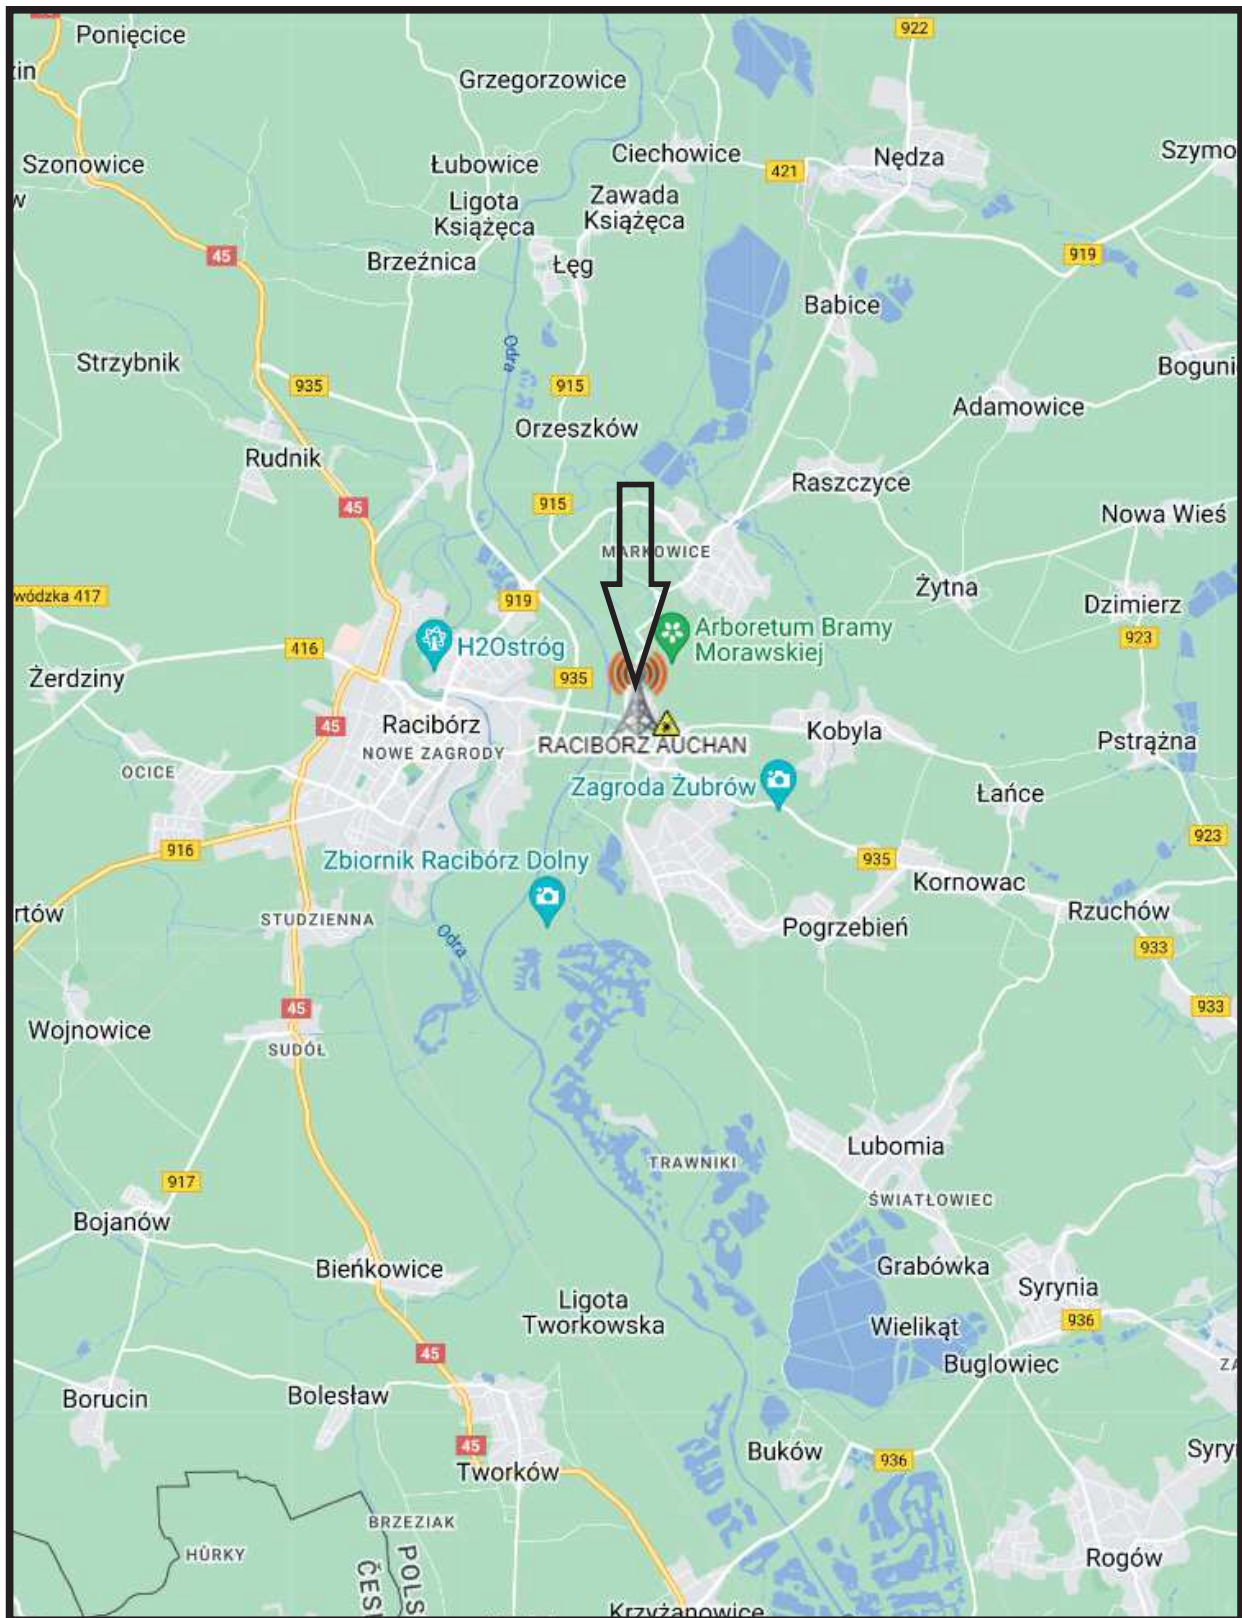 922
Ponięcice
Grzegorzowice
Szonowice
Łubowice
Ciechowice
421
Nędza
Szymo
Ligota
Książęca
Zawada
Książęca
45
Brzeźnica
Łęg
919
Babice
Odra
Strzybnik
935
915
Boguni
Adamowice
Orzeszków
Rudnik
Raszczyce
45
915
Nowa Wieś
MARKOWICE
Żytna
wódzka 417
919
Dzimierz
923
416
H2Ostróg
Arboretum Bramy
Morawskiej
Żerdziny
935
45
Racibórz
NOWE ZAGRODY
RACIBORZ AUCHAN
Kobyla
Pstrążna
OCICE
Zagroda Żubrów
Łańce
916
923
Zbiornik Racibórz Dolny
935
Kornowac
rtów
STUDZIENNA
Rzuchów
Pogrzebień
Odra
933
45
933
Wojnowice
SUDÓŁ
Lubomia
TRAWNIKI
917
ŚWIATŁOWIEC
Bojanów
Bieńkowice
Grabówka
Syrynia
Ligota
Tworkowska
Wielikąt
936
45
Buglowiec
Borucin
Bolesław
45
Tworków
Buków
936
Syry
BRZEZIAK
HŮRKY
POLS
ČES
Rogów
Krzyżanowice